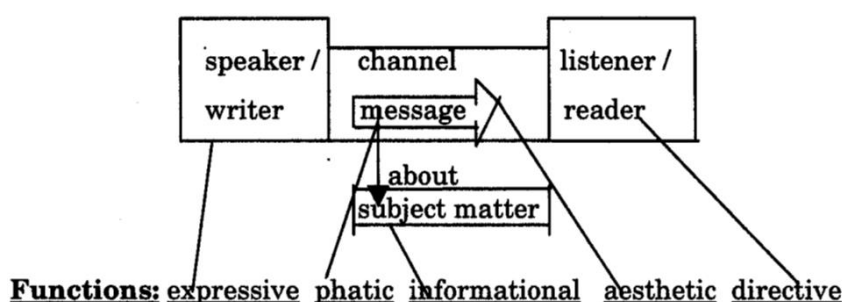 speaker / channel listener /
writer message reader
about
subject matter
Functions: expressive phatic informational aesthetic directive